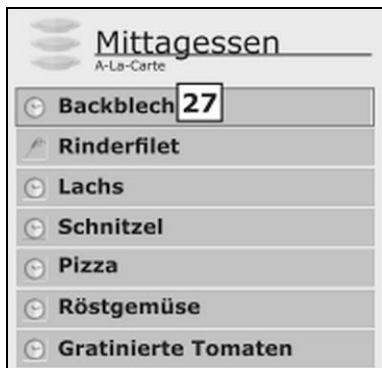 Mittagessen
A-La-Carte
Backblech 27
Rinderfilet
Lachs
Schnitzel
Pizza
Röstgemüse
Gratinierte Tomaten